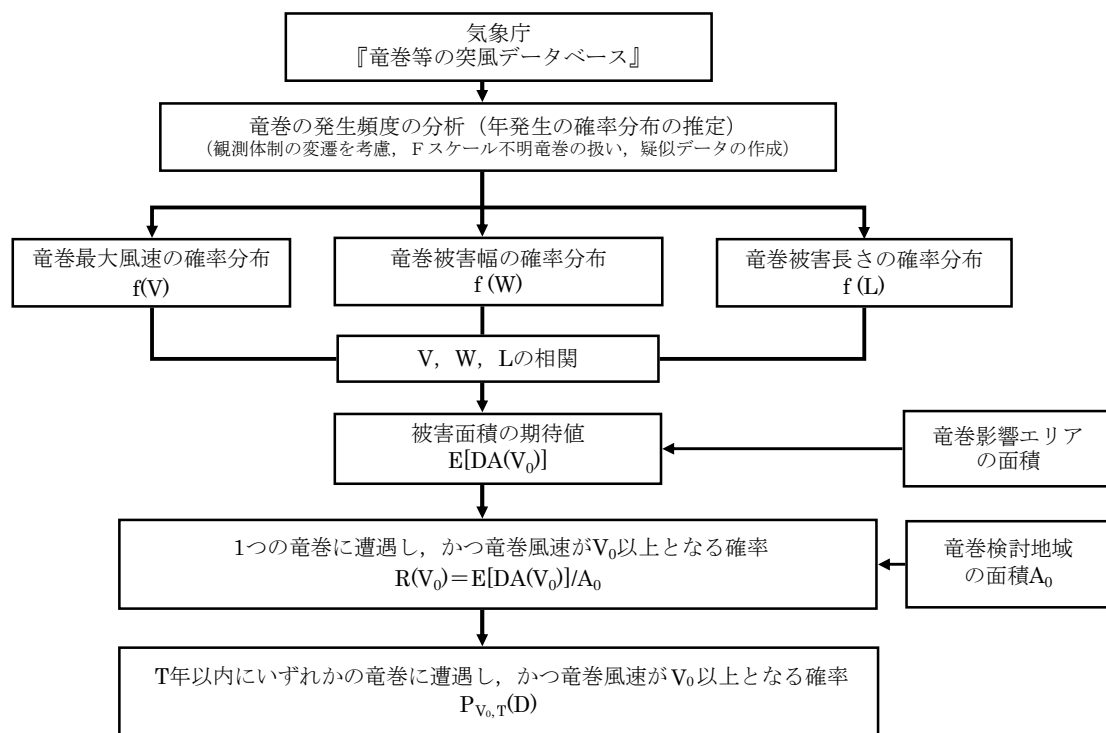 気象庁
『竜巻等の突風データベース』
竜巻の発生頻度の分析(年発生の確率分布の推定)
(観測体制の変遷を考慮,Fスケール不明竜巻の扱い,疑似データの作成)
竜巻最大風速の確率分布
f(V)
竜巻被害幅の確率分布
f (W)
竜巻被害長さの確率分布
f (L)
V,W,Lの相関
被害面積の期待値
E[DA(V₀)]
竜巻影響エリア
の面積
1つの竜巻に遭遇し,かつ竜巻風速がV₀以上となる確率
R(V₀)=E[DA(V₀)]/A₀
竜巻検討地域
の面積A₀
T年以内にいずれかの竜巻に遭遇し,かつ竜巻風速がV₀以上となる確率
P_{V₀,T}(D)